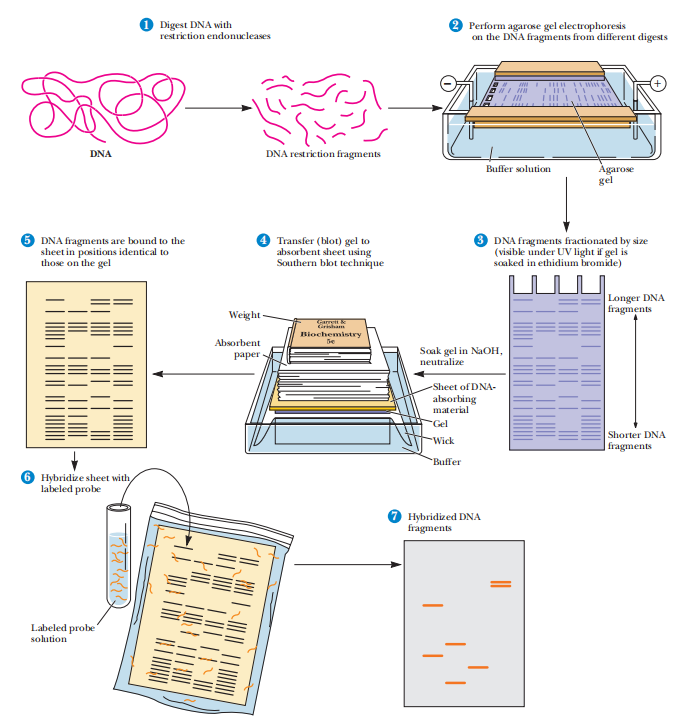 1 Digest DNA with
restriction endonucleases
DNA
DNA restriction fragments
2 Perform agarose gel electrophoresis
on the DNA fragments from different digests
−
+
Buffer solution
Agarose
gel
3 DNA fragments fractionated by size
(visible under UV light if gel is
soaked in ethidium bromide)
Longer DNA
fragments
Shorter DNA
fragments
Soak gel in NaOH,
neutralize
4 Transfer (blot) gel to
absorbent sheet using
Southern blot technique
Weight
Garrett &
Grisham
Biochemistry
5e
Absorbent
paper
Sheet of DNA-
absorbing
material
Gel
Wick
Buffer
5 DNA fragments are bound to the
sheet in positions identical to
those on the gel
6 Hybridize sheet with
labeled probe
Labeled probe
solution
7 Hybridized DNA
fragments